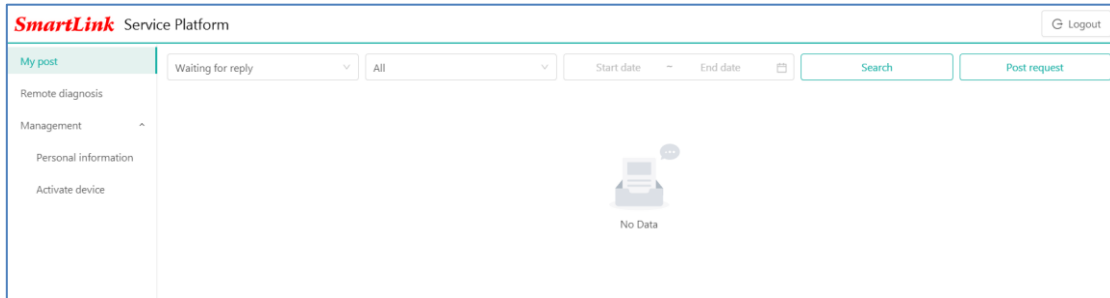 SmartLink Service Platform
Logout
My post
Waiting for reply
All
Start date ~ End date
Search
Post request
Remote diagnosis
Management
Personal information
Activate device
No Data